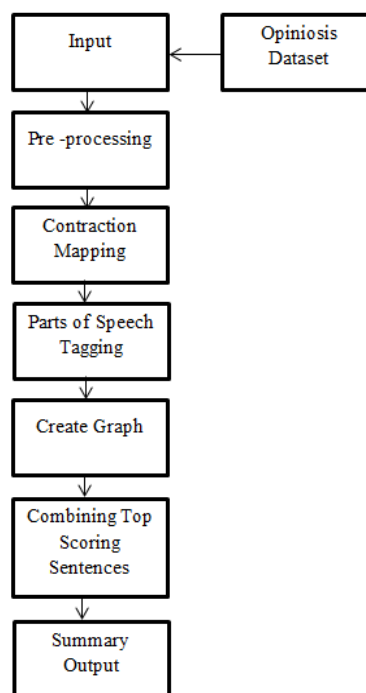 Input
Opiniosis
Dataset
Pre -processing
Contraction
Mapping
Parts of Speech
Tagging
Create Graph
Combining Top
Scoring
Sentences
Summary
Output